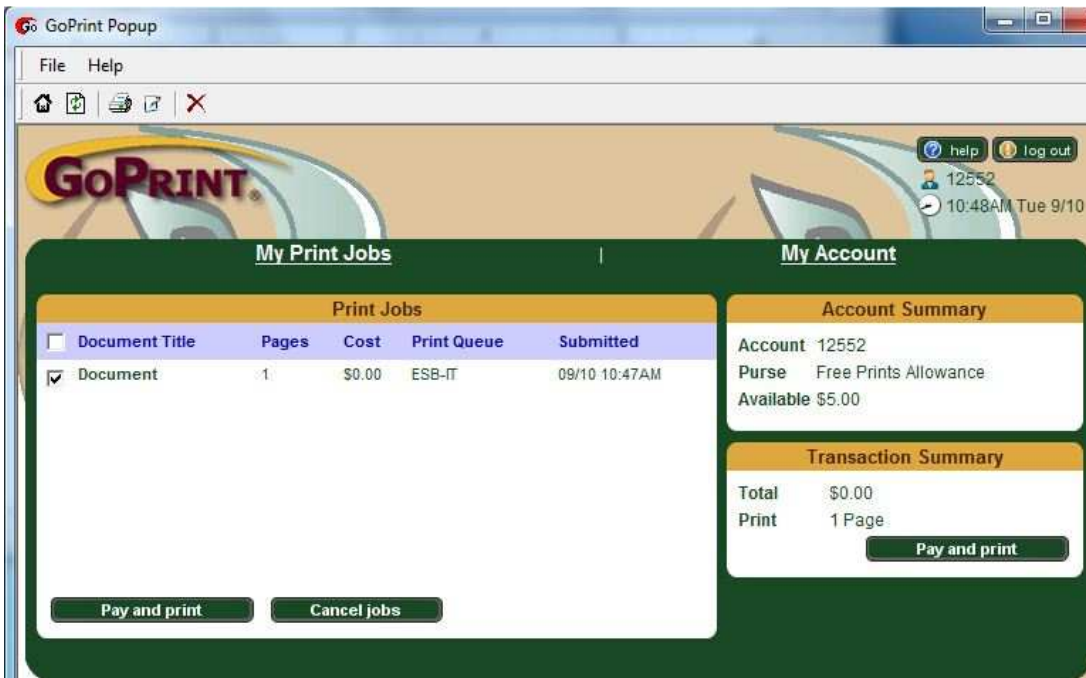 GoPrint Popup
File Help
help log out
GOPRINT®
12552
10:48AM Tue 9/10
My Print Jobs | My Account
Print Jobs
Document Title Pages Cost Print Queue Submitted
Document 1 $0.00 ESB-IT 09/10 10:47AM
Pay and print Cancel jobs
Account Summary
Account 12552
Purse Free Prints Allowance
Available $5.00
Transaction Summary
Total $0.00
Print 1 Page
Pay and print